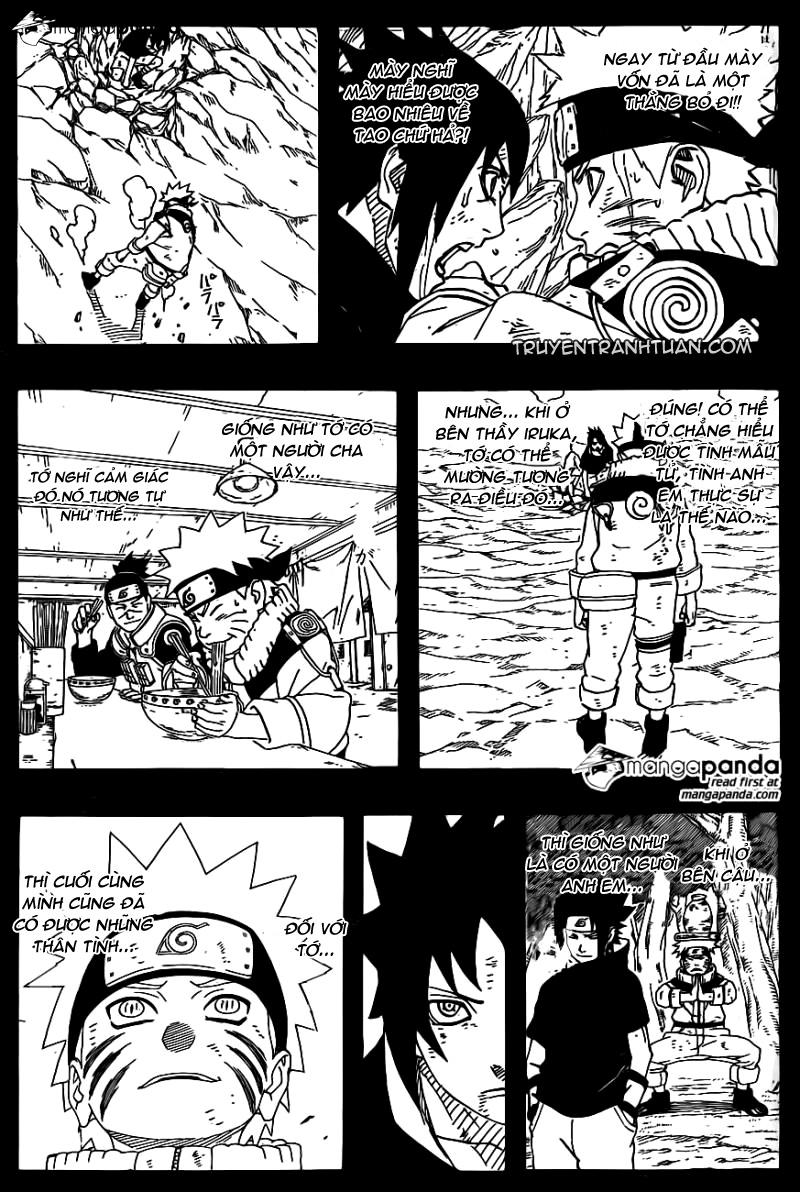 mangapanda
NGAY TỪ ĐẦU MÀY
VỐN ĐÃ LÀ MỘT
THẰNG BỎ ĐI!!
MÀY NGHĨ
MÀY HIỂU ĐƯỢC
BAO NHIÊU VỀ
TAO CHỨ HẢ?!
パラ
パラ
TRUYENTRANHTUAN.COM
ĐÚNG! CÓ THỂ
TỚ CHẲNG HIỂU
ĐƯỢC TÌNH MẪU
TỬ, TÌNH ANH
EM THỰC SỰ
LÀ THẾ NÀO...
NHƯNG... KHI Ở
BÊN THẦY IRUKA,
TỚ CÓ THỂ
MƯỜNG TƯỢNG
RA ĐIỀU ĐÓ...
GIỐNG NHƯ TỚ CÓ
MỘT NGƯỜI CHA
VẬY...
TỚ NGHĨ CẢM GIÁC
ĐÓ NÓ TƯƠNG TỰ
NHƯ THẾ...
mangapanda
read first at
mangapanda.com
KHI Ở
BÊN CẬU...
THÌ GIỐNG NHƯ
LÀ CÓ MỘT NGƯỜI
ANH EM...
ĐỐI VỚI
TỚ...
THÌ CUỐI CÙNG
MÌNH CŨNG ĐÃ
CÓ ĐƯỢC NHỮNG
THÂN TÌNH...